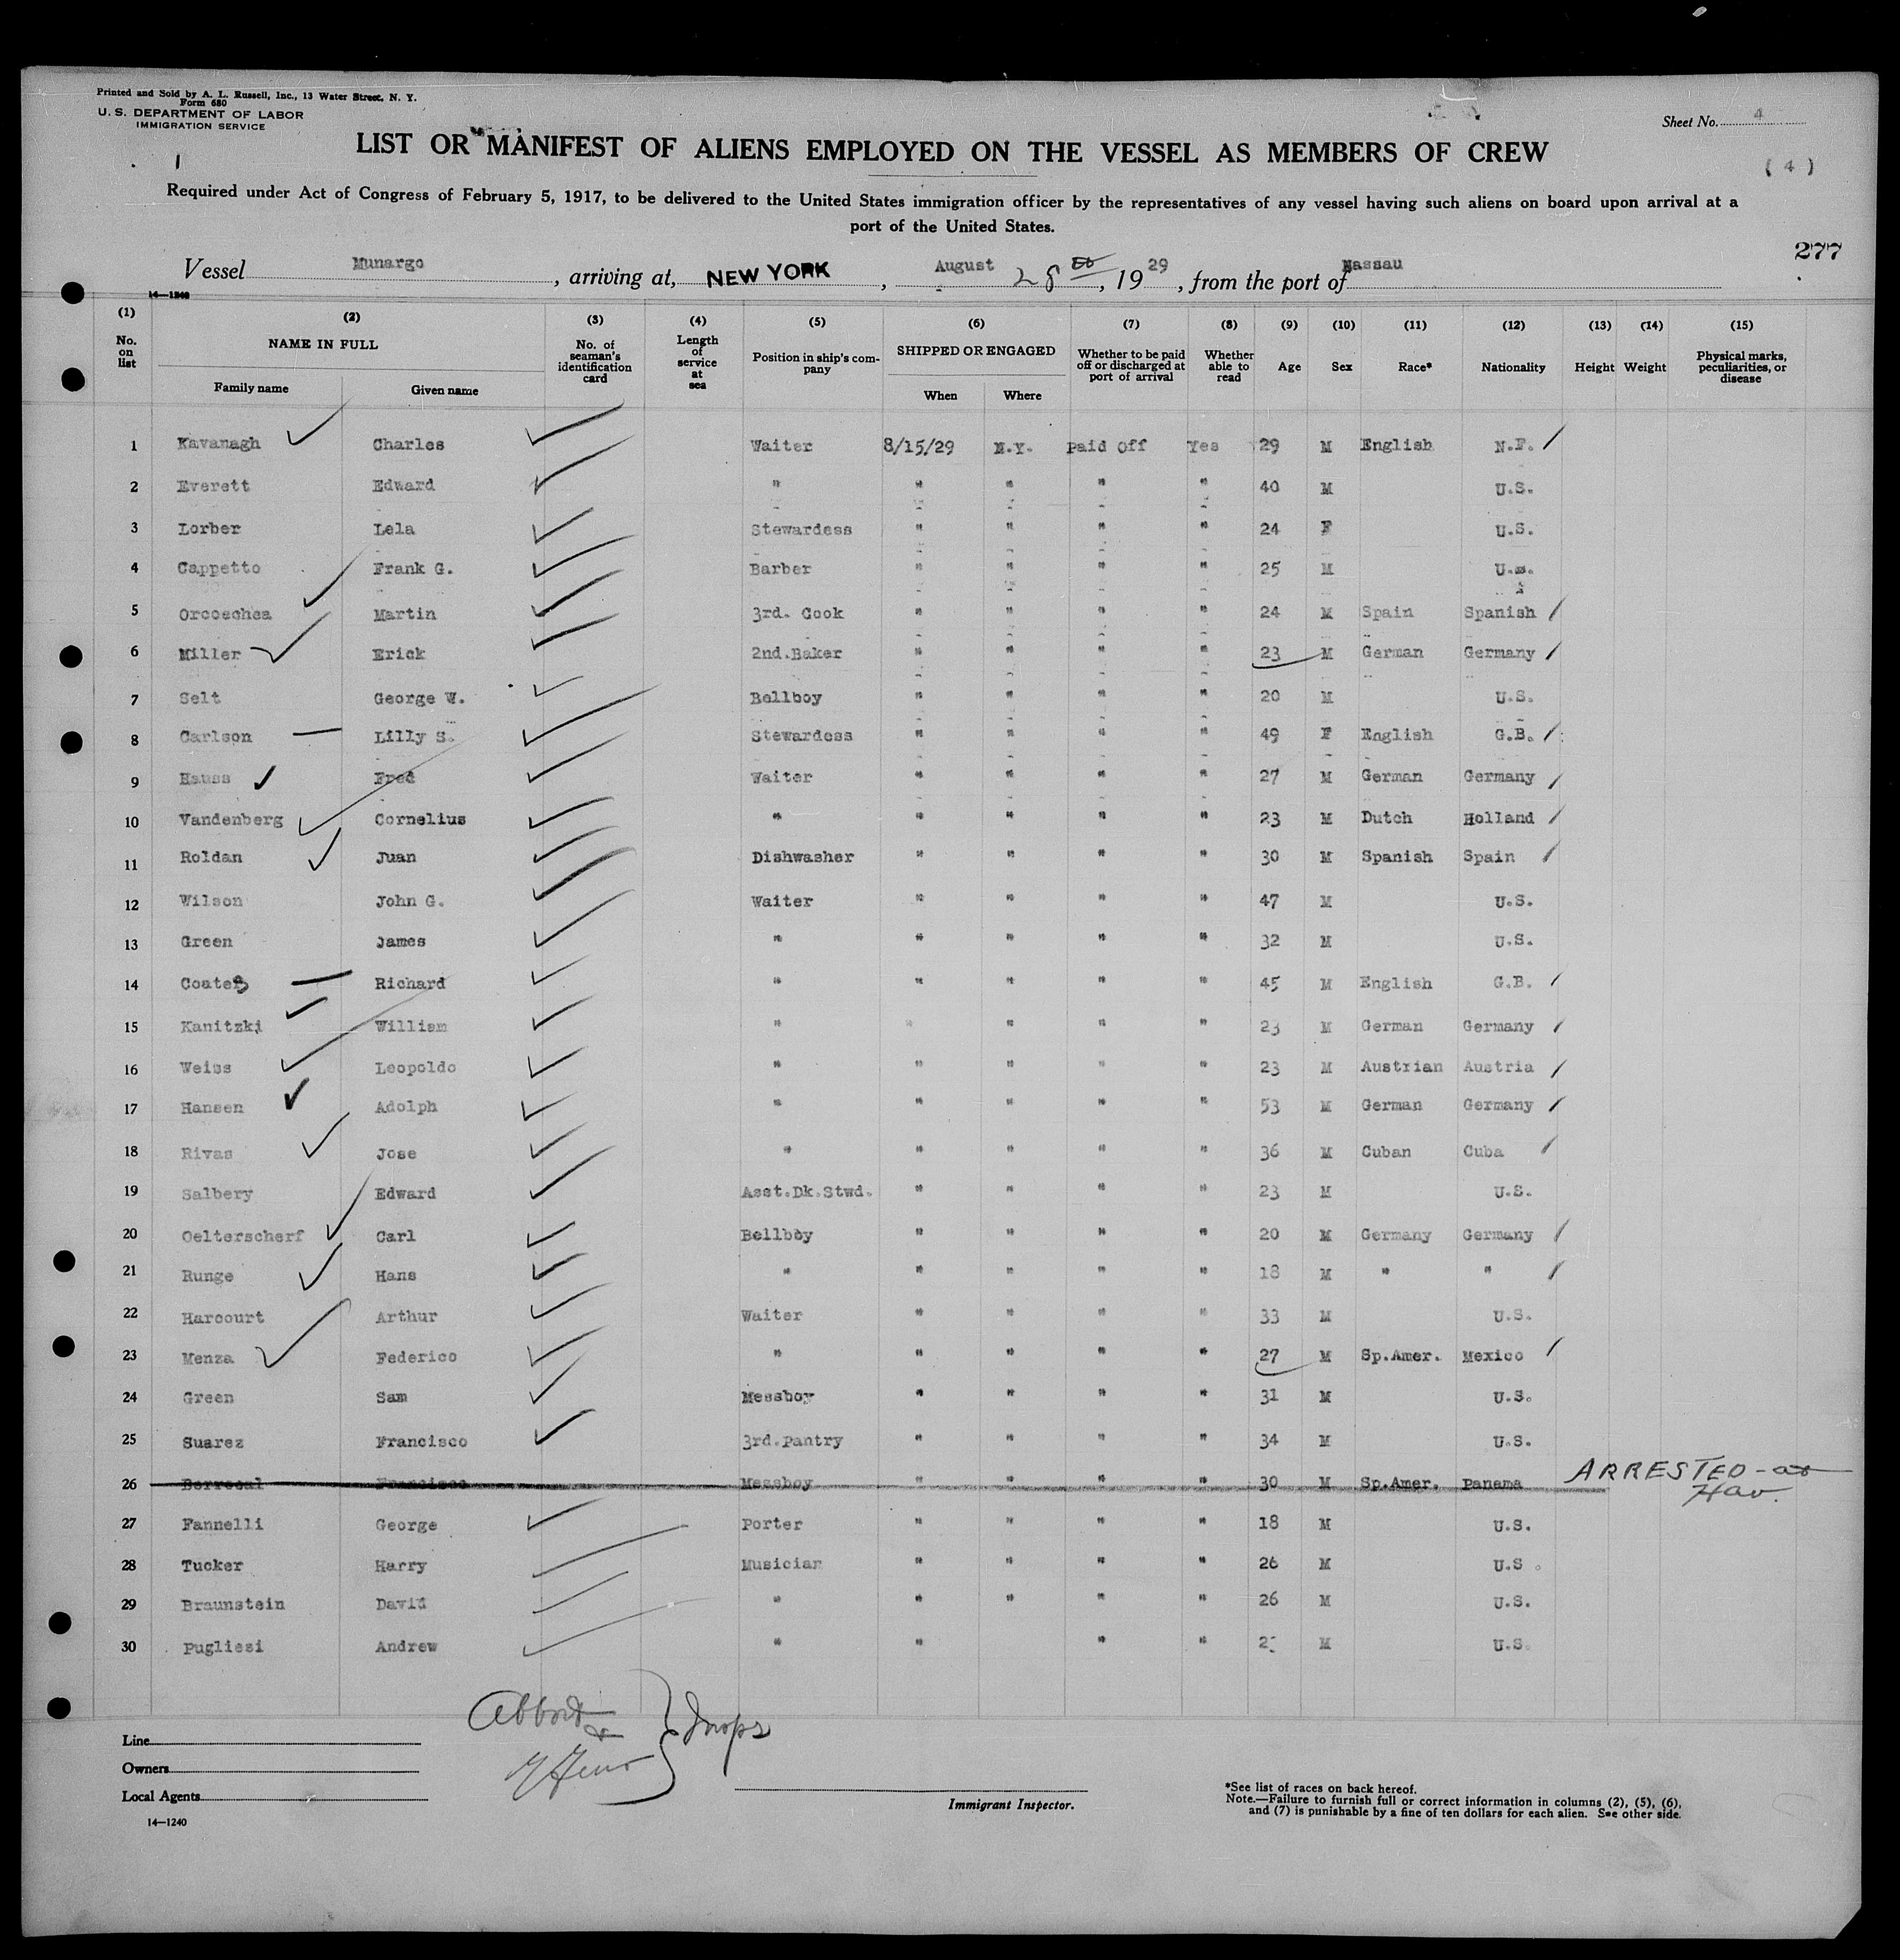 Printed and Sold by A. L. Russell, Inc., 13 Water Street, N. Y.
Form 680
U. S. DEPARTMENT OF LABOR
IMMIGRATION SERVICE
Sheet No. 4
LIST OR MANIFEST OF ALIENS EMPLOYED ON THE VESSEL AS MEMBERS OF CREW
( 4 )
Required under Act of Congress of February 5, 1917, to be delivered to the United States immigration officer by the representatives of any vessel having such aliens on board upon arrival at a
port of the United States.
277
Vessel Munargo, arriving at, NEW YORK, August 28, 1929, from the port of Nassau
14—1240
(1) (2) (3) (4) (5) (6) (7) (8) (9) (10) (11) (12) (13) (14) (15)
No. on list NAME IN FULL Family name Given name No. of seaman's identification card Length of service at sea Position in ship's company SHIPPED OR ENGAGED When Where Whether to be paid off or discharged at port of arrival Whether able to read Age Sex Race* Nationality Height Weight Physical marks, peculiarities, or disease
1 Kavanagh Charles Waiter 8/15/29 N.Y. Paid Off Yes 29 M English N.F.
2 Everett Edward " " " " " 40 M U.S.
3 Lorber Lela Stewardess " " " " 24 F U.S.
4 Cappetto Frank G. Barber " " " " 25 M
5 Orcoechea Martin 3rd. Cook " " " " 24 M Spain Spanish
6 Miller Erick 2nd.Baker " " " " 23 M German Germany
7 Selt George W. Bellboy " " " " 20 M U.S.
8 Carlson Lilly S. Stewardess " " " " 49 F English G.B.
9 Hauss Fred Waiter " " " " 27 M German Germany
10 Vandenberg Cornelius " " " " " 23 M Dutch Holland
11 Roldan Juan Dishwasher " " " " 30 M Spanish Spain
12 Wilson John G. Waiter " " " " 47 M U.S.
13 Green James " " " " " 32 M U.S.
14 Coates Richard " " " " " 45 M English G.B.
15 Kanitzki William " " " " " 23 M German Germany
16 Weiss Leopoldo " " " " " 23 M Austrian Austria
17 Hansen Adolph " " " " " 53 M German Germany
18 Rivas Jose " " " " " 36 M Cuban Cuba
19 Salbery Edward Asst.Dk.Stwd. " " " " 23 M U.S.
20 Oelterscherf Carl Bellboy " " " " 20 M Germany Germany
21 Runge Hans " " " " " 18 M " "
22 Harcourt Arthur Waiter " " " " 33 M U.S.
23 Menza Federico " " " " " 27 M Sp.Amer. Mexico
24 Green Sam Messboy " " " " 31 M U.S.
25 Suarez Francisco 3rd.Pantry " " " " 34 M U.S.
26 Berrocal Francisco Messboy " " " " 30 M Sp.Amer. Panama ARRESTED - at
Hav.
27 Fannelli George Porter " " " " 18 M U.S.
28 Tucker Harry Musician " " " " 26 M U.S.
29 Braunstein David " " " " " 26 M U.S.
30 Pugliesi Andrew " " " " M U.S.
Line
Owners
Local Agents
14—1240
Immigrant Inspector.
*See list of races on back hereof.
Note.—Failure to furnish full or correct information in columns (2), (5), (6),
and (7) is punishable by a fine of ten dollars for each alien. See other side.